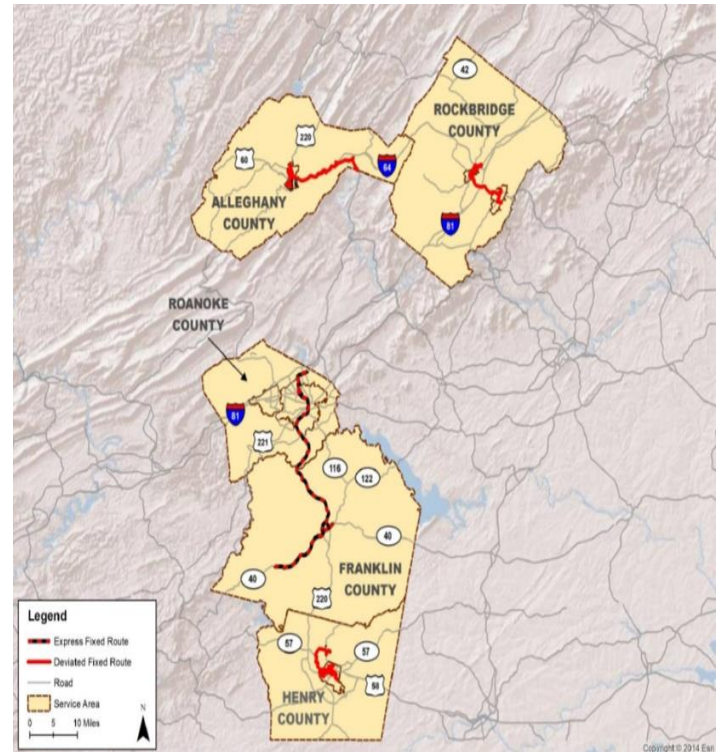 42
ROCKBRIDGE
COUNTY
220
60
64
ALLEGHANY
COUNTY
81
ROANOKE
COUNTY
81
221
116
122
40
40
FRANKLIN
COUNTY
220
57
57
58
HENRY
COUNTY
Legend
Express Fixed Route
Deviated Fixed Route
Road
Service Area
0 5 10 Miles
N
Copyright © 2014 Esri